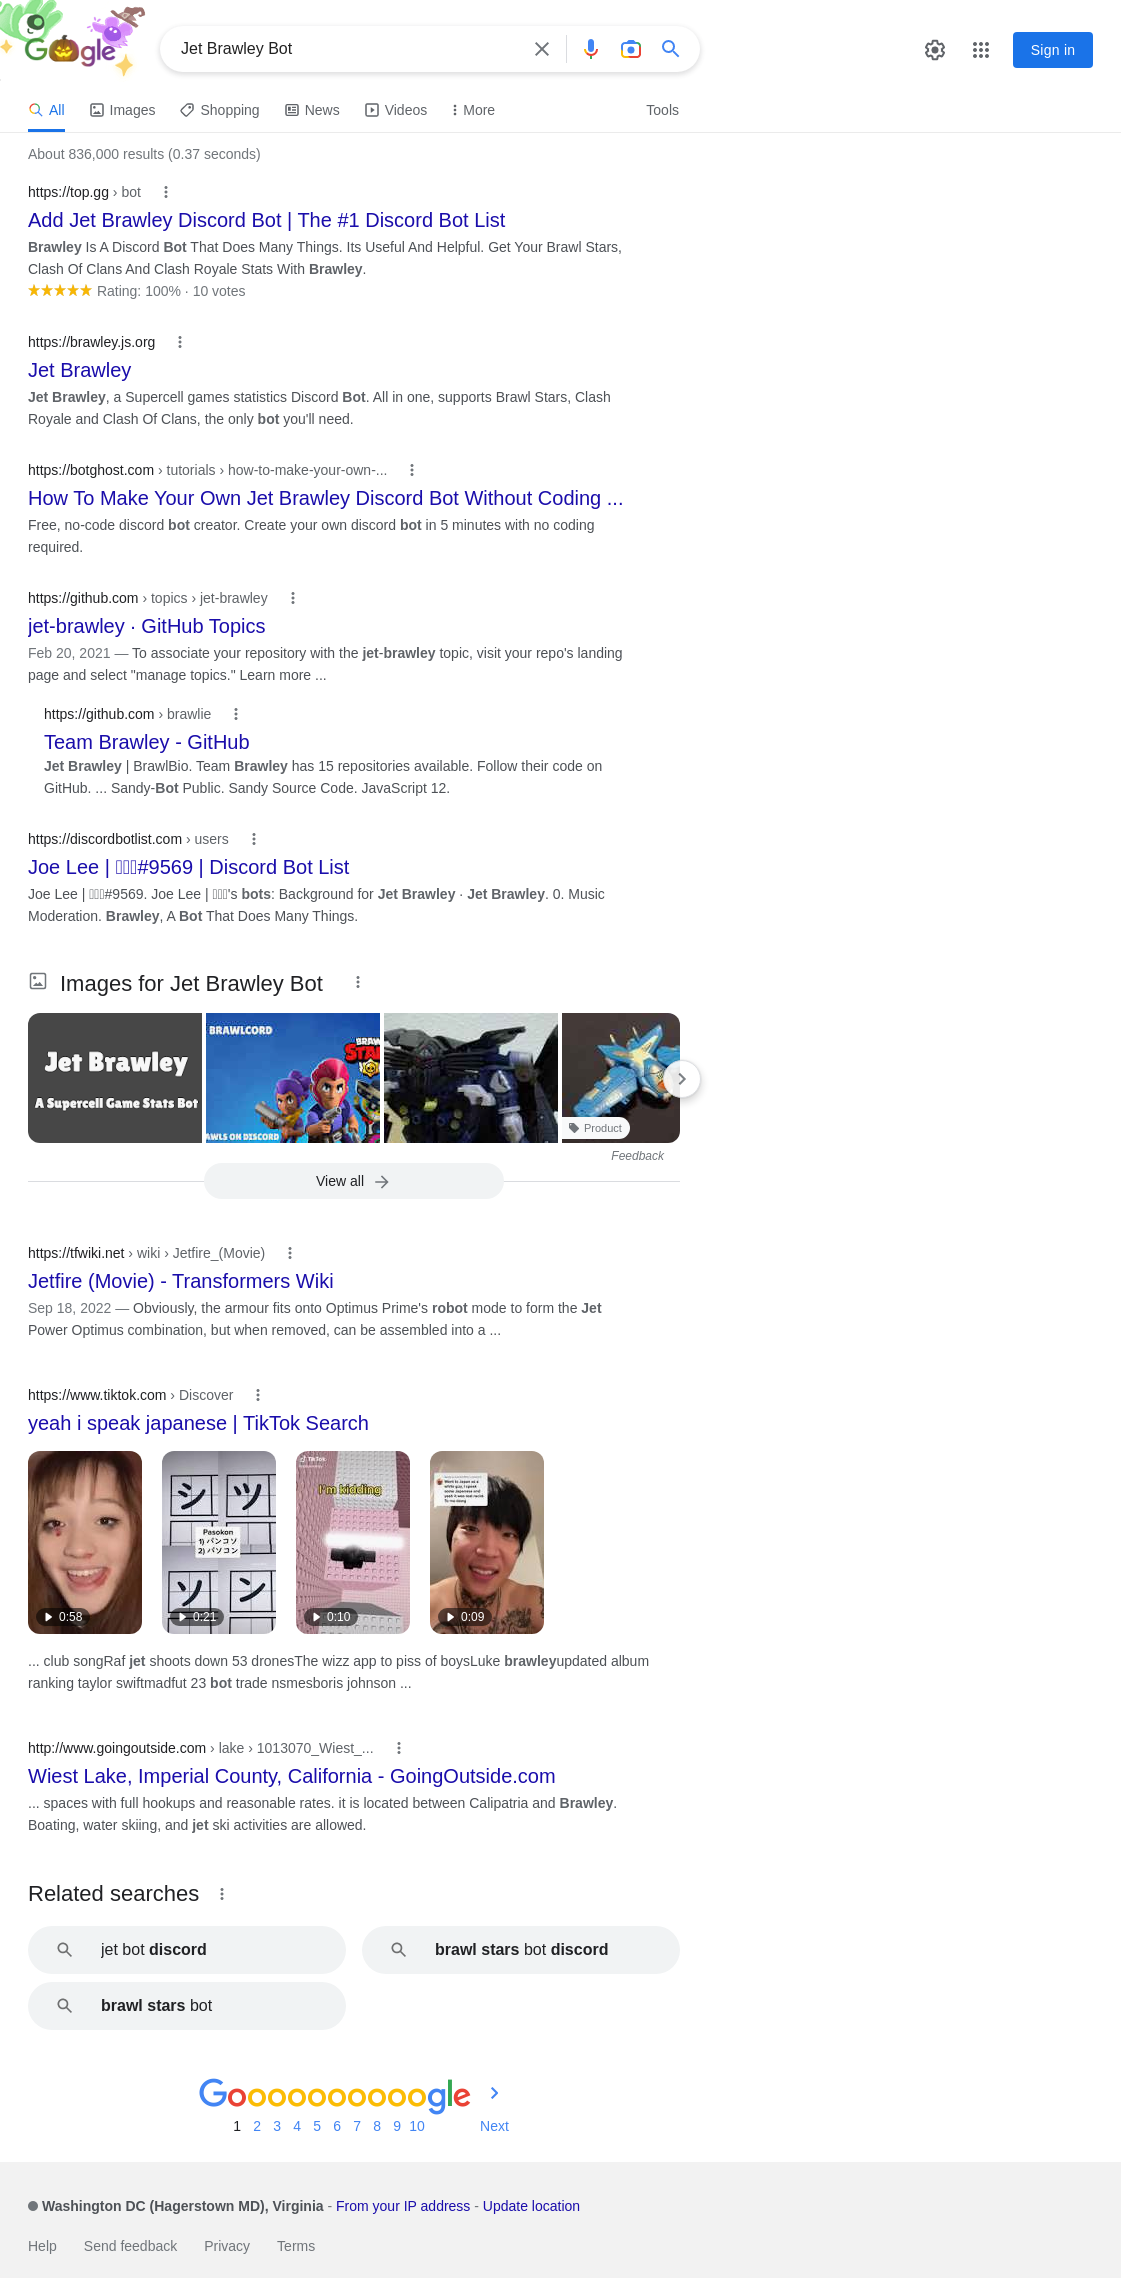 Google
Jet Brawley Bot
Sign in
All
Images
Shopping
News
Videos
More
Tools
About 836,000 results (0.37 seconds)
https://top.gg › bot
Add Jet Brawley Discord Bot | The #1 Discord Bot List
Brawley Is A Discord Bot That Does Many Things. Its Useful And Helpful. Get Your Brawl Stars,
Clash Of Clans And Clash Royale Stats With Brawley.
Rating: 100% · 10 votes
https://brawley.js.org
Jet Brawley
Jet Brawley, a Supercell games statistics Discord Bot. All in one, supports Brawl Stars, Clash
Royale and Clash Of Clans, the only bot you'll need.
https://botghost.com › tutorials › how-to-make-your-own-...
How To Make Your Own Jet Brawley Discord Bot Without Coding ...
Free, no-code discord bot creator. Create your own discord bot in 5 minutes with no coding
required.
https://github.com › topics › jet-brawley
jet-brawley · GitHub Topics
Feb 20, 2021 — To associate your repository with the jet-brawley topic, visit your repo's landing
page and select "manage topics." Learn more ...
https://github.com › brawlie
Team Brawley - GitHub
Jet Brawley | BrawlBio. Team Brawley has 15 repositories available. Follow their code on
GitHub. ... Sandy-Bot Public. Sandy Source Code. JavaScript 12.
https://discordbotlist.com › users
Joe Lee | #9569 | Discord Bot List
Joe Lee | #9569. Joe Lee | 's bots: Background for Jet Brawley · Jet Brawley. 0. Music
Moderation. Brawley, A Bot That Does Many Things.
Images for Jet Brawley Bot
Jet Brawley
A Supercell Game Stats Bot
BRAWLCORD
BRAWL
STARS
AWLS ON DISCORD
Product
Feedback
View all
https://tfwiki.net › wiki › Jetfire_(Movie)
Jetfire (Movie) - Transformers Wiki
Sep 18, 2022 — Obviously, the armour fits onto Optimus Prime's robot mode to form the Jet
Power Optimus combination, but when removed, can be assembled into a ...
https://www.tiktok.com › Discover
yeah i speak japanese | TikTok Search
0:58
シ ツ
Pasokon
1) パンコソ
2) パソコン
ソ ン
0:21
TikTok
I'm kidding
0:10
0:09
... club songRaf jet shoots down 53 dronesThe wizz app to piss of boysLuke brawleyupdated album
ranking taylor swiftmadfut 23 bot trade nsmesboris johnson ...
http://www.goingoutside.com › lake › 1013070_Wiest_...
Wiest Lake, Imperial County, California - GoingOutside.com
... spaces with full hookups and reasonable rates. it is located between Calipatria and Brawley.
Boating, water skiing, and jet ski activities are allowed.
Related searches
jet bot discord
brawl stars bot discord
brawl stars bot
Goooooooooogle
1 2 3 4 5 6 7 8 9 10 Next
Washington DC (Hagerstown MD), Virginia - From your IP address - Update location
Help Send feedback Privacy Terms